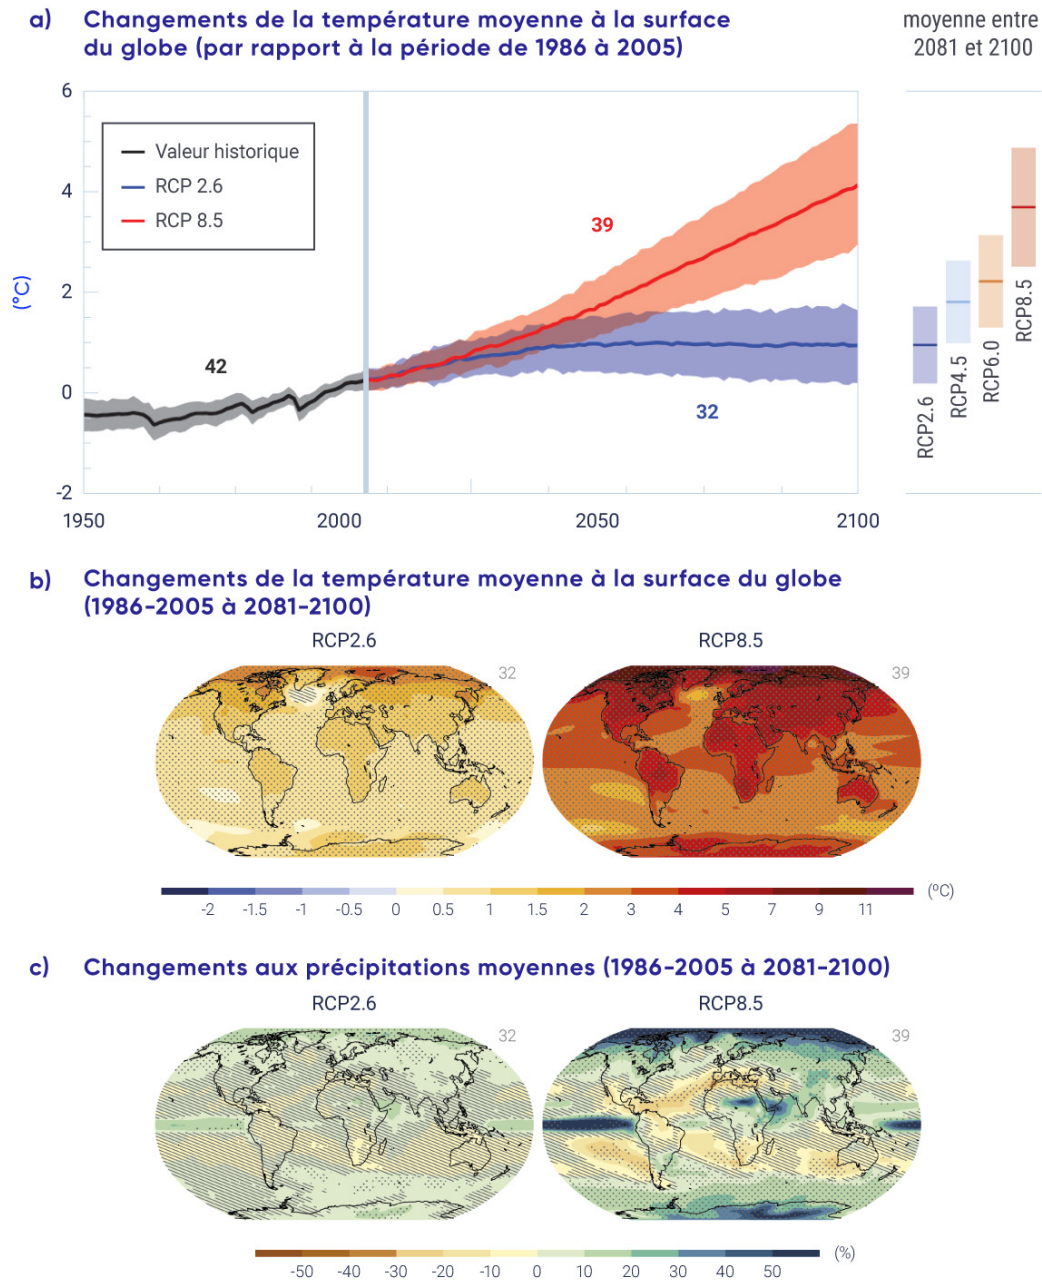 a) Changements de la température moyenne à la surface
du globe (par rapport à la période de 1986 à 2005)
moyenne entre
2081 et 2100
6
4
2
0
-2
(°C)
Valeur historique
RCP 2.6
RCP 8.5
42
39
32
1950
2000
2050
2100
RCP2.6
RCP4.5
RCP6.0
RCP8.5
b) Changements de la température moyenne à la surface du globe
(1986-2005 à 2081-2100)
RCP2.6
RCP8.5
32
39
-2 -1.5 -1 -0.5 0 0.5 1 1.5 2 3 4 5 7 9 11 (ºC)
c) Changements aux précipitations moyennes (1986-2005 à 2081-2100)
RCP2.6
RCP8.5
32
39
-50 -40 -30 -20 -10 0 10 20 30 40 50 (%)